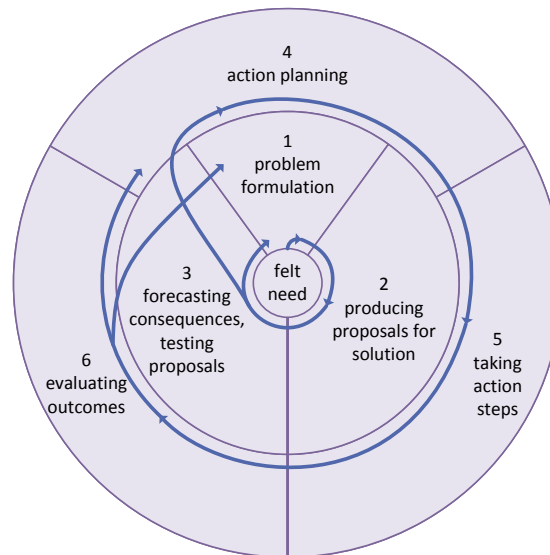 4
action planning
1
problem
formulation
felt
need
2
producing
proposals for
solution
3
forecasting
consequences,
testing
proposals
5
taking
action
steps
6
evaluating
outcomes